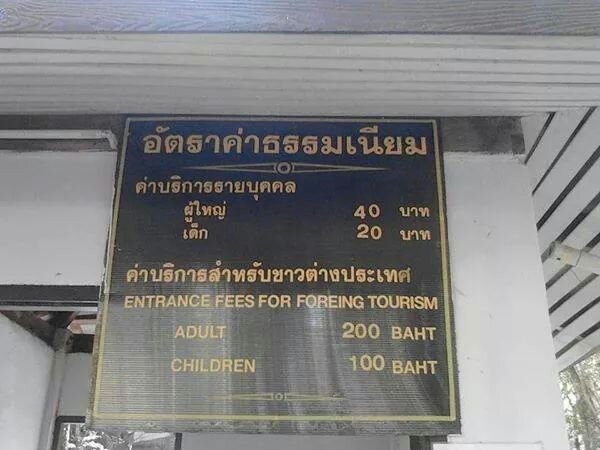 อัตราค่าธรรมเนียม
ค่าบริการรายบุคคล
ผู้ใหญ่ 40 บาท
เด็ก 20 บาท
ค่าบริการสำหรับชาวต่างประเทศ
ENTRANCE FEES FOR FOREING TOURISM
ADULT 200 BAHT
CHILDREN 100 BAHT